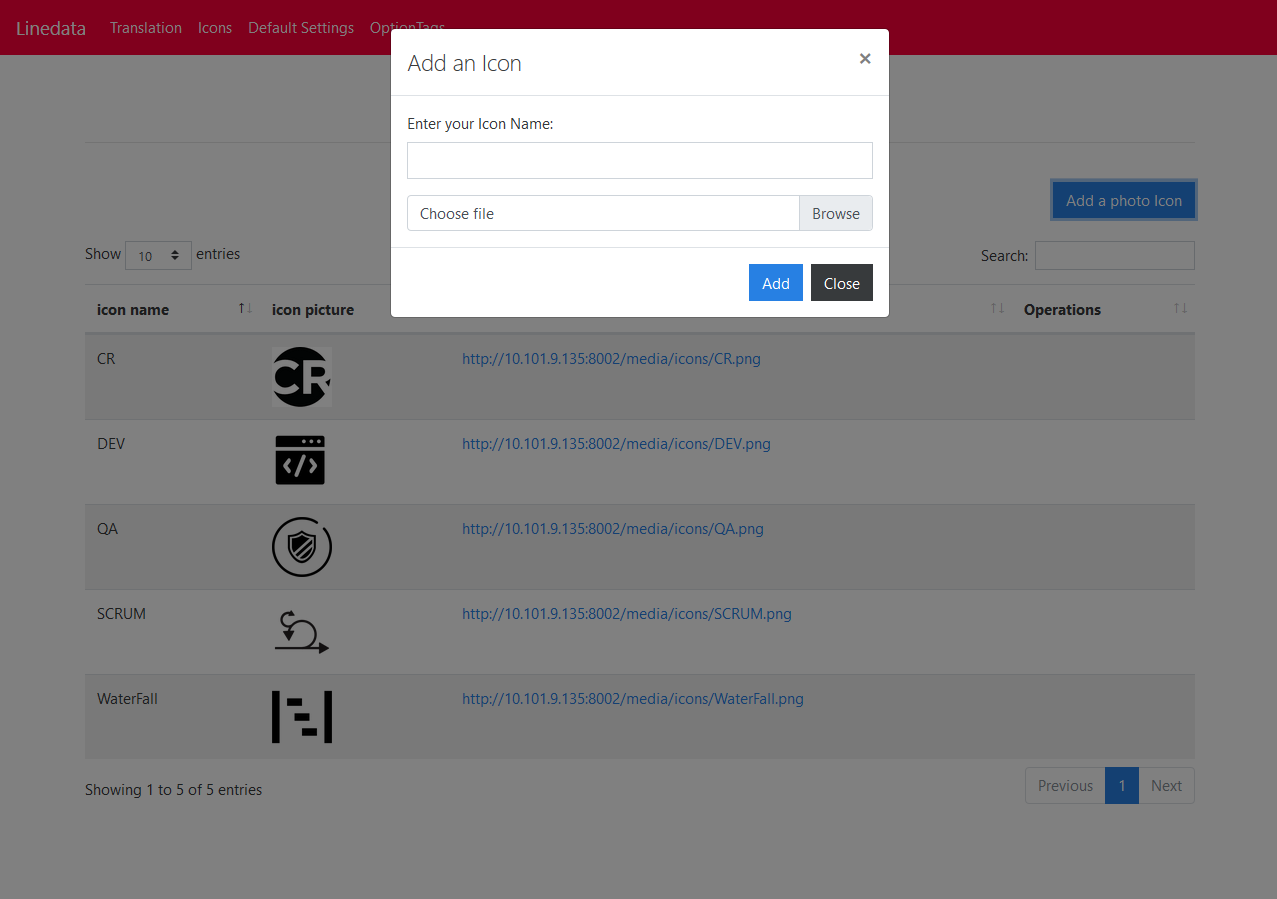 Linedata Translation Icons Default Settings OptionTags
Add an Icon ×
Enter your Icon Name:
Choose file Browse
Add Close
Add a photo Icon
Show 10 entries Search:
icon name icon picture Operations
CR CR http://10.101.9.135:8002/media/icons/CR.png
DEV http://10.101.9.135:8002/media/icons/DEV.png
QA http://10.101.9.135:8002/media/icons/QA.png
SCRUM http://10.101.9.135:8002/media/icons/SCRUM.png
WaterFall http://10.101.9.135:8002/media/icons/WaterFall.png
Showing 1 to 5 of 5 entries Previous 1 Next